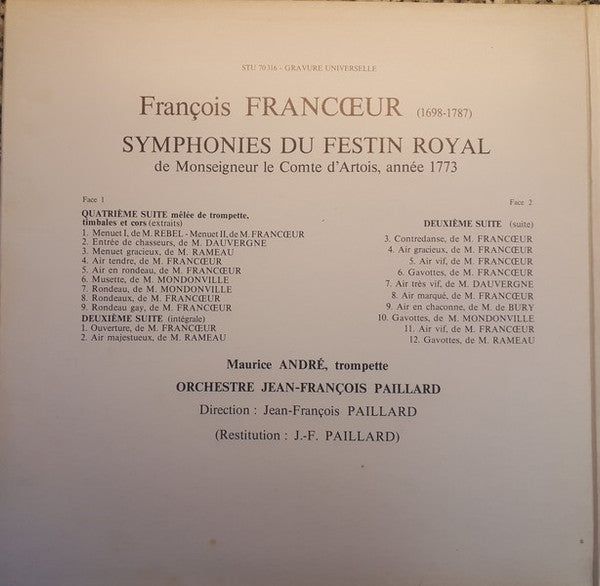 STU 70316 - GRAVURE UNIVERSELLE
François FRANCŒUR (1698-1787)
SYMPHONIES DU FESTIN ROYAL
de Monseigneur le Comte d'Artois, année 1773
Face 1
QUATRIÈME SUITE mêlée de trompette,
timbales et cors (extraits)
1. Menuet I, de M. REBEL - Menuet II, de M. FRANCŒUR
2. Entrée de chasseurs, de M. DAUVERGNE
3. Menuet gracieux, de M. RAMEAU
4. Air tendre, de M. FRANCŒUR
5. Air en rondeau, de M. FRANCŒUR
6. Musette, de M. MONDONVILLE
7. Rondeau, de M. MONDONVILLE
8. Rondeaux, de M. FRANCŒUR
9. Rondeau gay, de M. FRANCŒUR
DEUXIÈME SUITE (intégrale)
1. Ouverture, de M. FRANCŒUR
2. Air majestueux, de M. RAMEAU
Face 2
DEUXIÈME SUITE (suite)
3. Contredanse, de M. FRANCŒUR
4. Air gracieux, de M. FRANCŒUR
5. Air vif, de M. FRANCŒUR
6. Gavottes, de M. FRANCŒUR
7. Air très vif, de M. DAUVERGNE
8. Air marqué, de M. FRANCŒUR
9. Air en chaconne, de M. de BURY
10. Gavottes, de M. MONDONVILLE
11. Air vif, de M. FRANCŒUR
12. Gavottes, de M. RAMEAU
Maurice ANDRÉ, trompette
ORCHESTRE JEAN-FRANÇOIS PAILLARD
Direction : Jean-François PAILLARD
(Restitution : J.-F. PAILLARD)